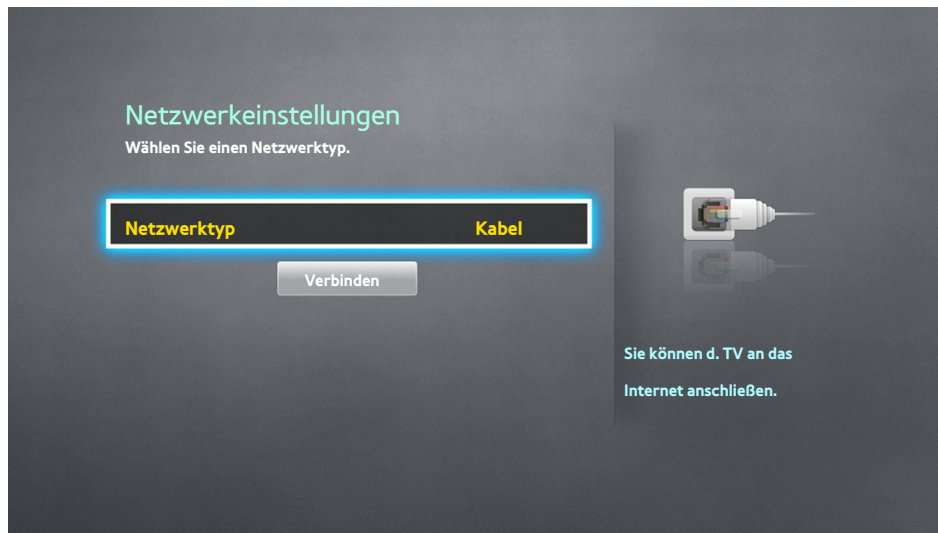 Netzwerkeinstellungen
Wählen Sie einen Netzwerktyp.
Netzwerktyp Kabel
Verbinden
Sie können d. TV an das
Internet anschließen.